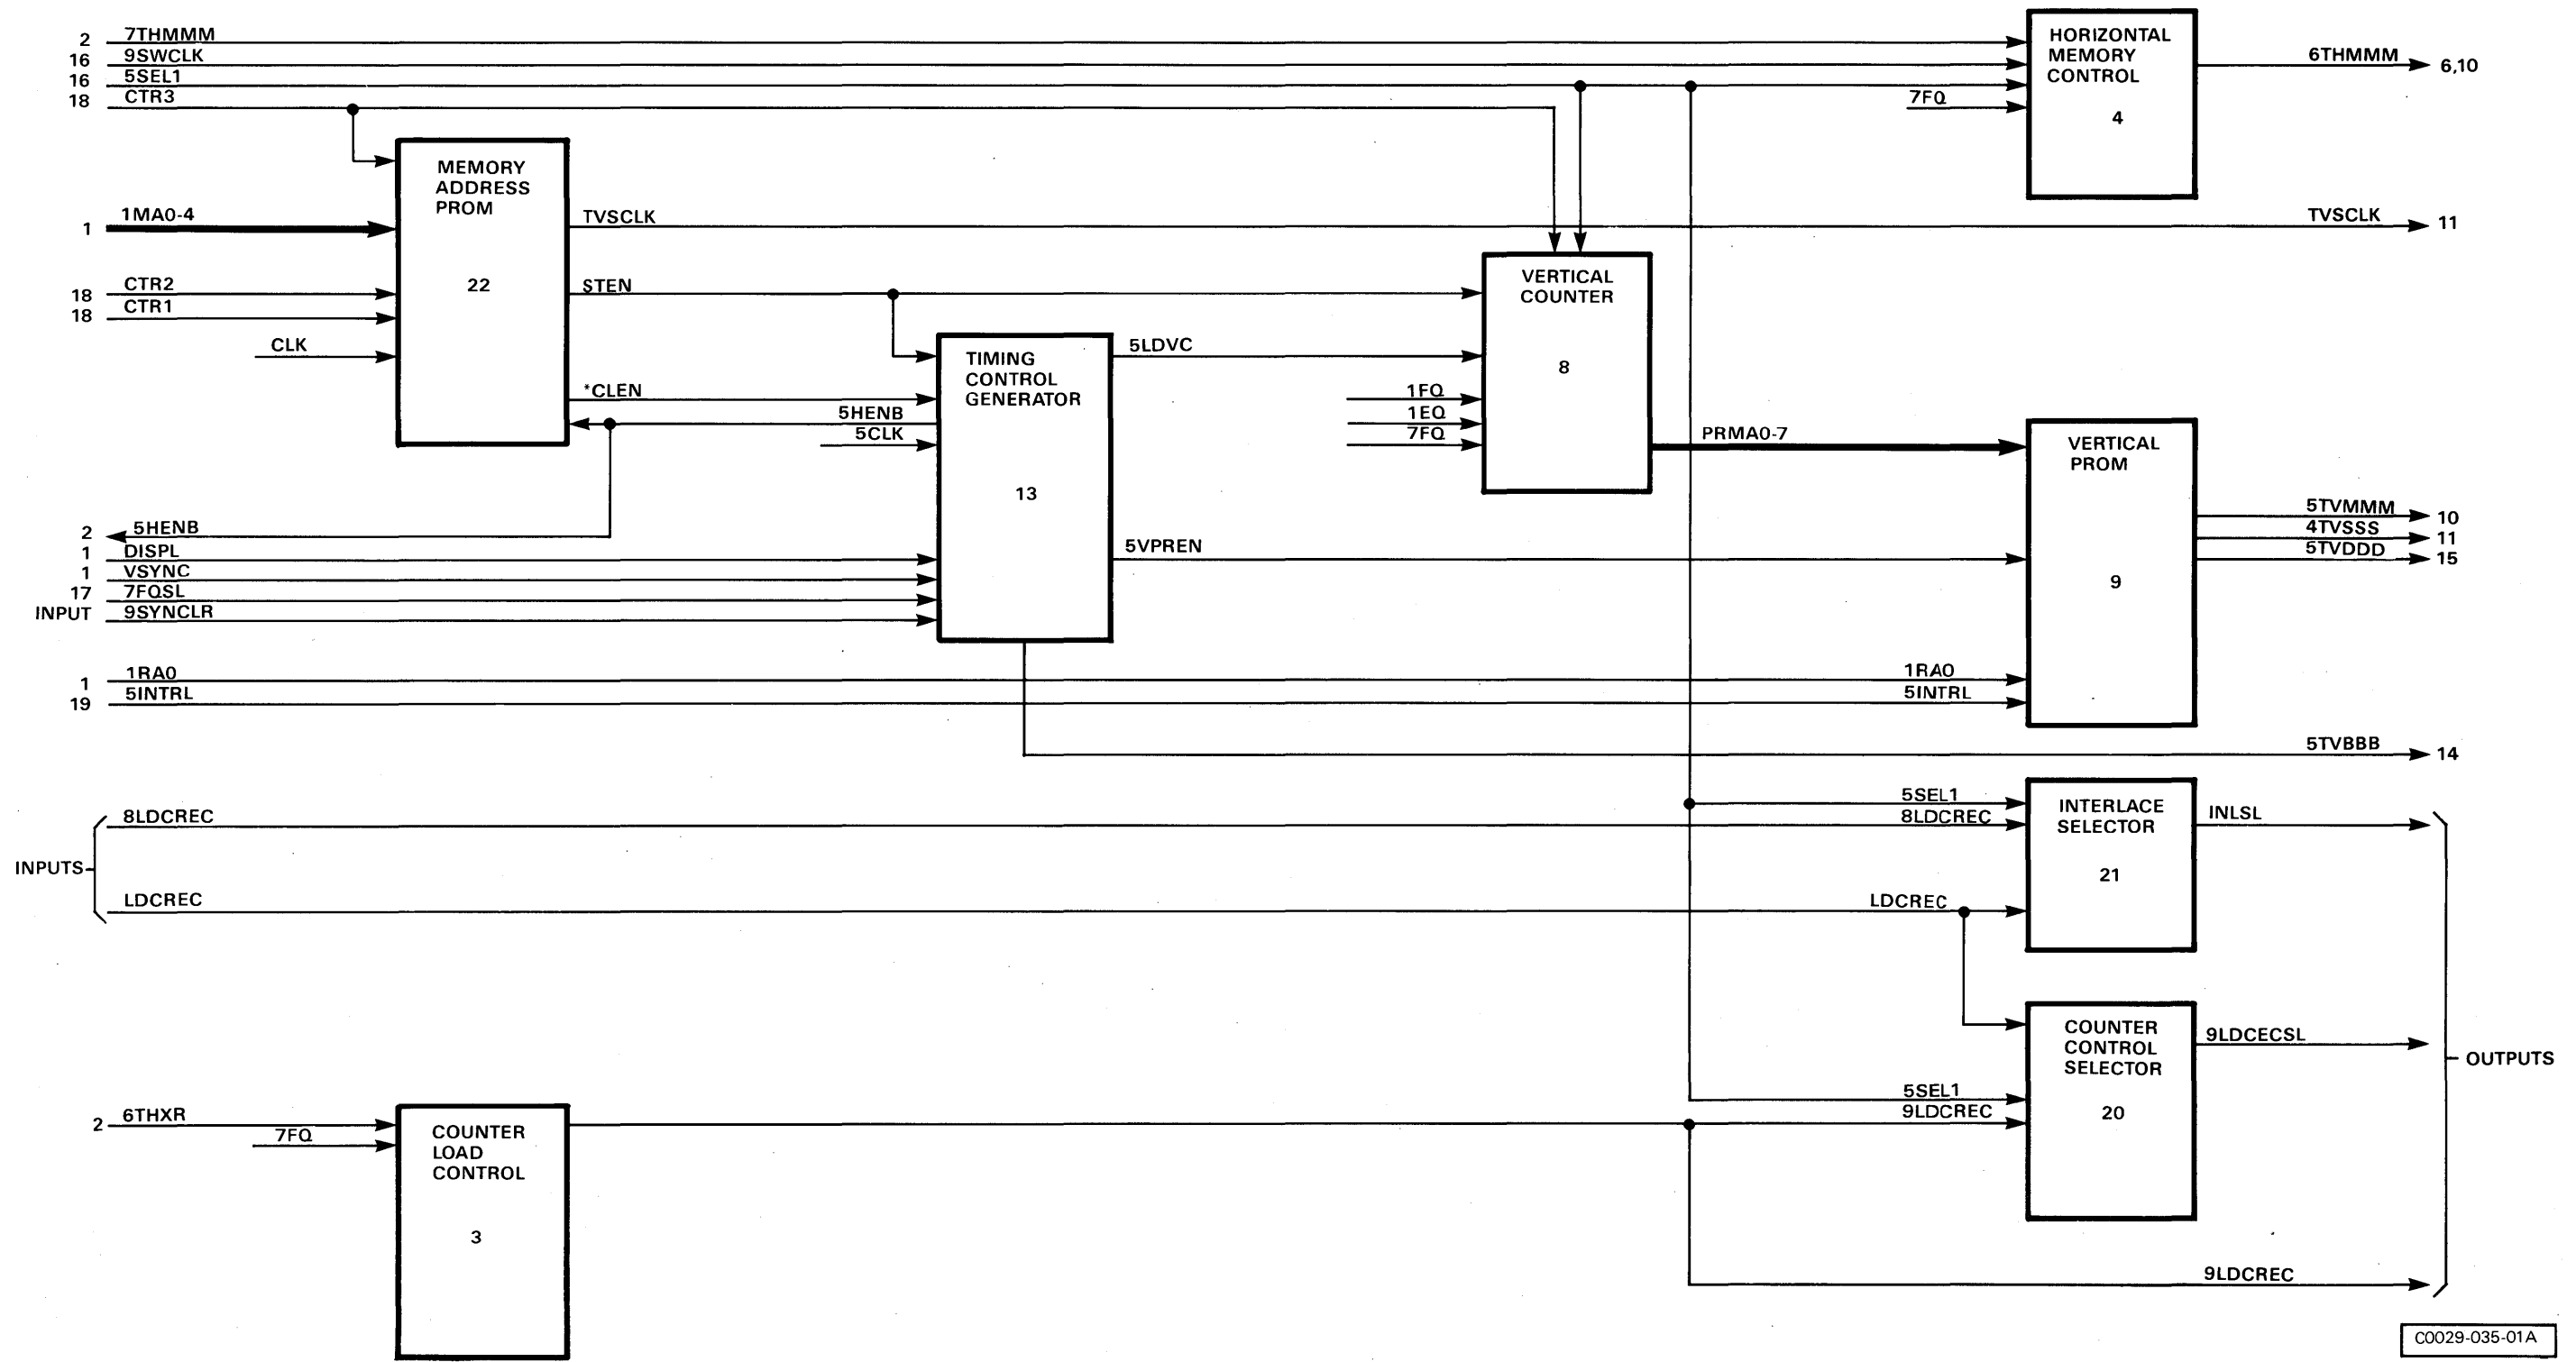 2 7THMMM
16 9SWCLK
16 5SEL1
18 CTR3
7FQ
HORIZONTAL
MEMORY
CONTROL
4
6THMMM 6,10
MEMORY
ADDRESS
PROM
22
1 1MA0-4
18 CTR2
18 CTR1
CLK
TVSCLK
TVSCLK 11
STEN
*CLEN
5HENB
5CLK
TIMING
CONTROL
GENERATOR
13
5LDVC
5VPREN
VERTICAL
COUNTER
8
1FQ
1EQ
7FQ
PRMA0-7
VERTICAL
PROM
9
5TVMMM 10
4TVSSS 11
5TVDDD 15
2 5HENB
1 DISPL
1 VSYNC
17 7FQSL
INPUT 9SYNCLR
1 1RA0
19 5INTRL
1RA0
5INTRL
5TVBBB 14
INPUTS
8LDCREC
LDCREC
5SEL1
8LDCREC
LDCREC
INTERLACE
SELECTOR
21
INLSL
COUNTER
CONTROL
SELECTOR
20
5SEL1
9LDCREC
9LDCECSL
OUTPUTS
2 6THXR
7FQ
COUNTER
LOAD
CONTROL
3
9LDCREC
C0029-035-01A